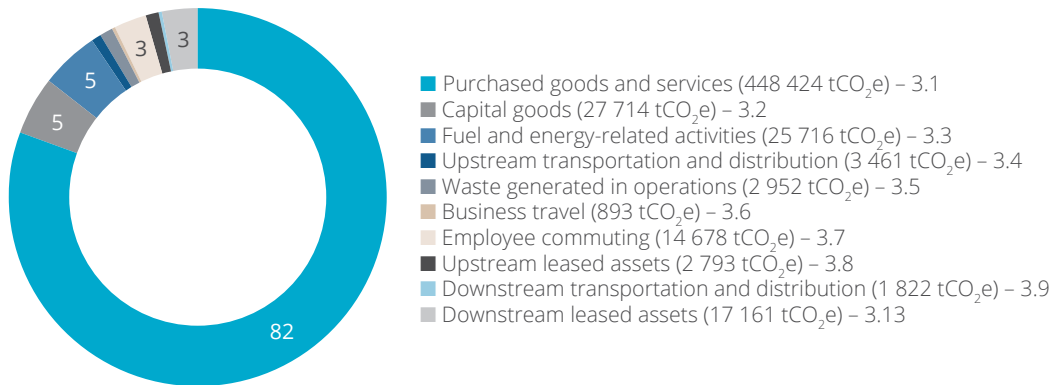 3
3
5
5
82
Purchased goods and services (448 424 tCO₂e) – 3.1
Capital goods (27 714 tCO₂e) – 3.2
Fuel and energy-related activities (25 716 tCO₂e) – 3.3
Upstream transportation and distribution (3 461 tCO₂e) – 3.4
Waste generated in operations (2 952 tCO₂e) – 3.5
Business travel (893 tCO₂e) – 3.6
Employee commuting (14 678 tCO₂e) – 3.7
Upstream leased assets (2 793 tCO₂e) – 3.8
Downstream transportation and distribution (1 822 tCO₂e) – 3.9
Downstream leased assets (17 161 tCO₂e) – 3.13